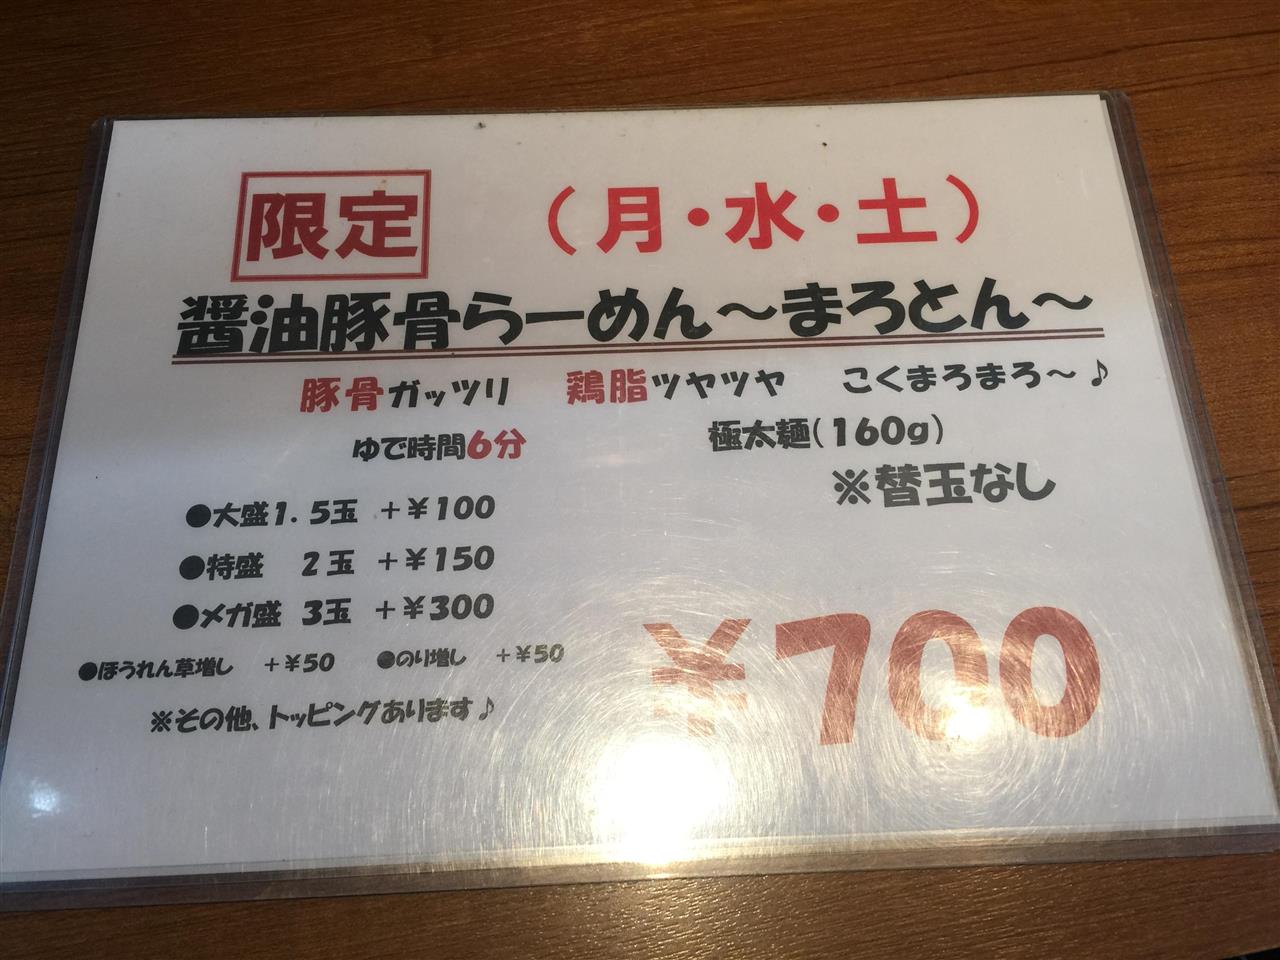 限定 （月・水・土）
醤油豚骨らーめん～まろとん～
豚骨ガッツリ 鶏脂ツヤツヤ こくまろまろ～♪
ゆで時間6分 極太麺(160g)
※替玉なし
●大盛1.5玉 +¥100
●特盛 2玉 +¥150
●メガ盛 3玉 +¥300
●ほうれん草増し +¥50 ●のり増し +¥50
※その他、トッピングあります♪
¥700